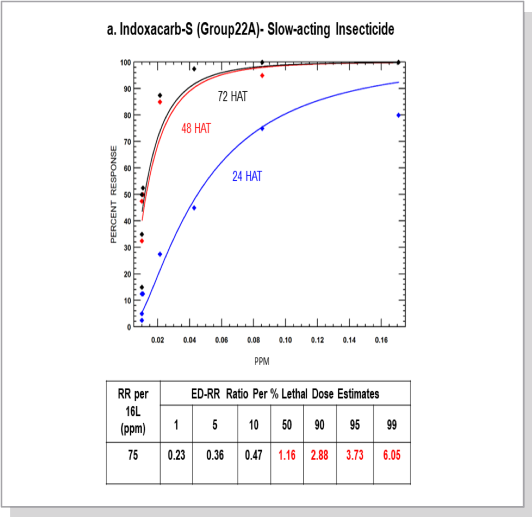 a. Indoxacarb-S (Group22A)- Slow-acting Insecticide
100
90
80
70
60
50
40
30
20
10
0
PERCENT RESPONSE
72 HAT
48 HAT
24 HAT
0.02 0.04 0.06 0.08 0.10 0.12 0.14 0.16
PPM
RR per 16L (ppm) ED-RR Ratio Per % Lethal Dose Estimates
1 5 10 50 90 95 99
75 0.23 0.36 0.47 1.16 2.88 3.73 6.05